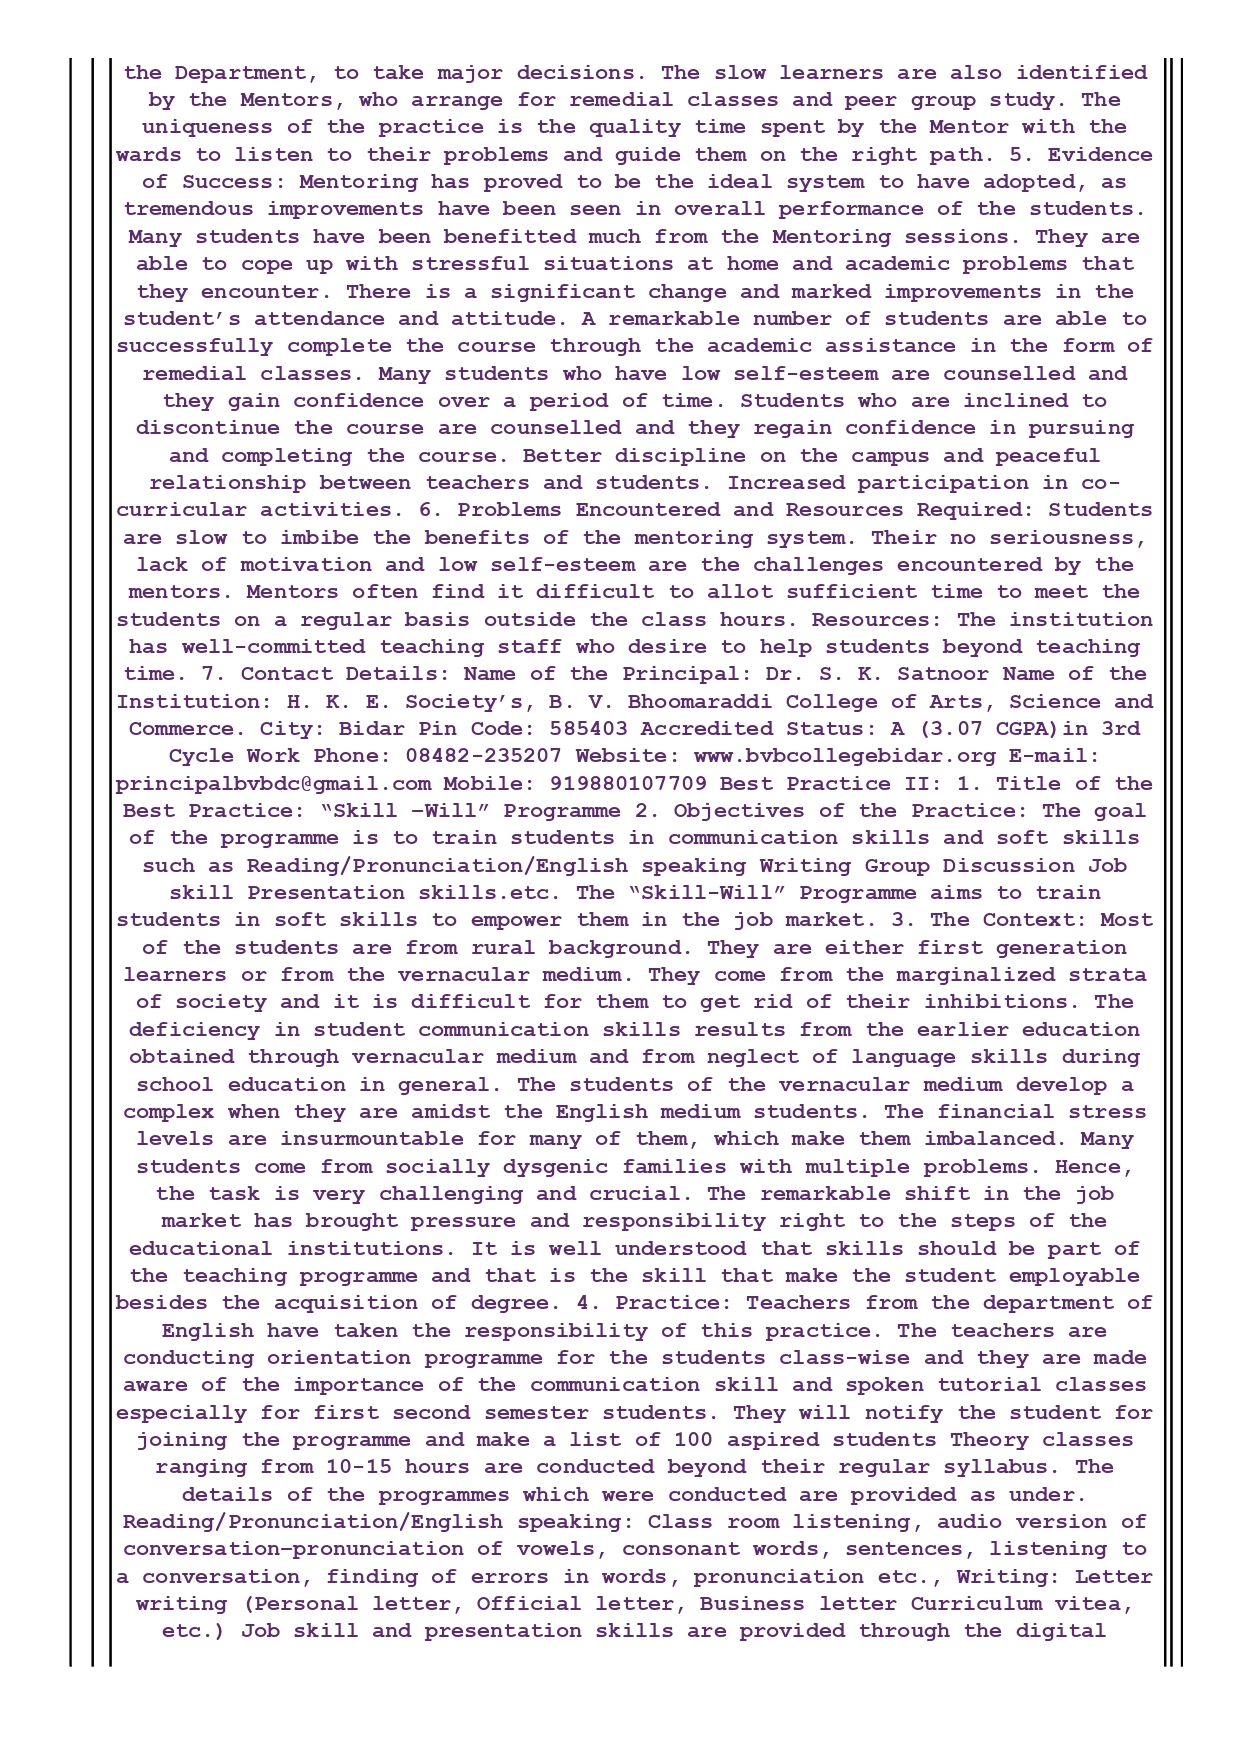 the Department, to take major decisions. The slow learners are also identified
by the Mentors, who arrange for remedial classes and peer group study. The
uniqueness of the practice is the quality time spent by the Mentor with the
wards to listen to their problems and guide them on the right path. 5. Evidence
of Success: Mentoring has proved to be the ideal system to have adopted, as
tremendous improvements have been seen in overall performance of the students.
Many students have been benefitted much from the Mentoring sessions. They are
able to cope up with stressful situations at home and academic problems that
they encounter. There is a significant change and marked improvements in the
student’s attendance and attitude. A remarkable number of students are able to
successfully complete the course through the academic assistance in the form of
remedial classes. Many students who have low self-esteem are counselled and
they gain confidence over a period of time. Students who are inclined to
discontinue the course are counselled and they regain confidence in pursuing
and completing the course. Better discipline on the campus and peaceful
relationship between teachers and students. Increased participation in co-
curricular activities. 6. Problems Encountered and Resources Required: Students
are slow to imbibe the benefits of the mentoring system. Their no seriousness,
lack of motivation and low self-esteem are the challenges encountered by the
mentors. Mentors often find it difficult to allot sufficient time to meet the
students on a regular basis outside the class hours. Resources: The institution
has well-committed teaching staff who desire to help students beyond teaching
time. 7. Contact Details: Name of the Principal: Dr. S. K. Satnoor Name of the
Institution: H. K. E. Society’s, B. V. Bhoomaraddi College of Arts, Science and
Commerce. City: Bidar Pin Code: 585403 Accredited Status: A (3.07 CGPA)in 3rd
Cycle Work Phone: 08482-235207 Website: www.bvbcollegebidar.org E-mail:
principalbvbdc@gmail.com Mobile: 919880107709 Best Practice II: 1. Title of the
Best Practice: “Skill –Will” Programme 2. Objectives of the Practice: The goal
of the programme is to train students in communication skills and soft skills
such as Reading/Pronunciation/English speaking Writing Group Discussion Job
skill Presentation skills.etc. The “Skill-Will” Programme aims to train
students in soft skills to empower them in the job market. 3. The Context: Most
of the students are from rural background. They are either first generation
learners or from the vernacular medium. They come from the marginalized strata
of society and it is difficult for them to get rid of their inhibitions. The
deficiency in student communication skills results from the earlier education
obtained through vernacular medium and from neglect of language skills during
school education in general. The students of the vernacular medium develop a
complex when they are amidst the English medium students. The financial stress
levels are insurmountable for many of them, which make them imbalanced. Many
students come from socially dysgenic families with multiple problems. Hence,
the task is very challenging and crucial. The remarkable shift in the job
market has brought pressure and responsibility right to the steps of the
educational institutions. It is well understood that skills should be part of
the teaching programme and that is the skill that make the student employable
besides the acquisition of degree. 4. Practice: Teachers from the department of
English have taken the responsibility of this practice. The teachers are
conducting orientation programme for the students class-wise and they are made
aware of the importance of the communication skill and spoken tutorial classes
especially for first second semester students. They will notify the student for
joining the programme and make a list of 100 aspired students Theory classes
ranging from 10-15 hours are conducted beyond their regular syllabus. The
details of the programmes which were conducted are provided as under.
Reading/Pronunciation/English speaking: Class room listening, audio version of
conversation–pronunciation of vowels, consonant words, sentences, listening to
a conversation, finding of errors in words, pronunciation etc., Writing: Letter
writing (Personal letter, Official letter, Business letter Curriculum vitea,
etc.) Job skill and presentation skills are provided through the digital